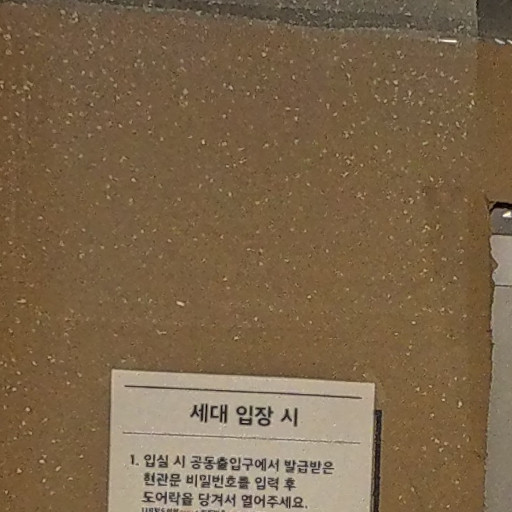 세대 입장 시
1. 입실 시 공동출입구에서 발급받은
현관문 비밀번호를 입력 후
도어락을 당겨서 열어주세요.